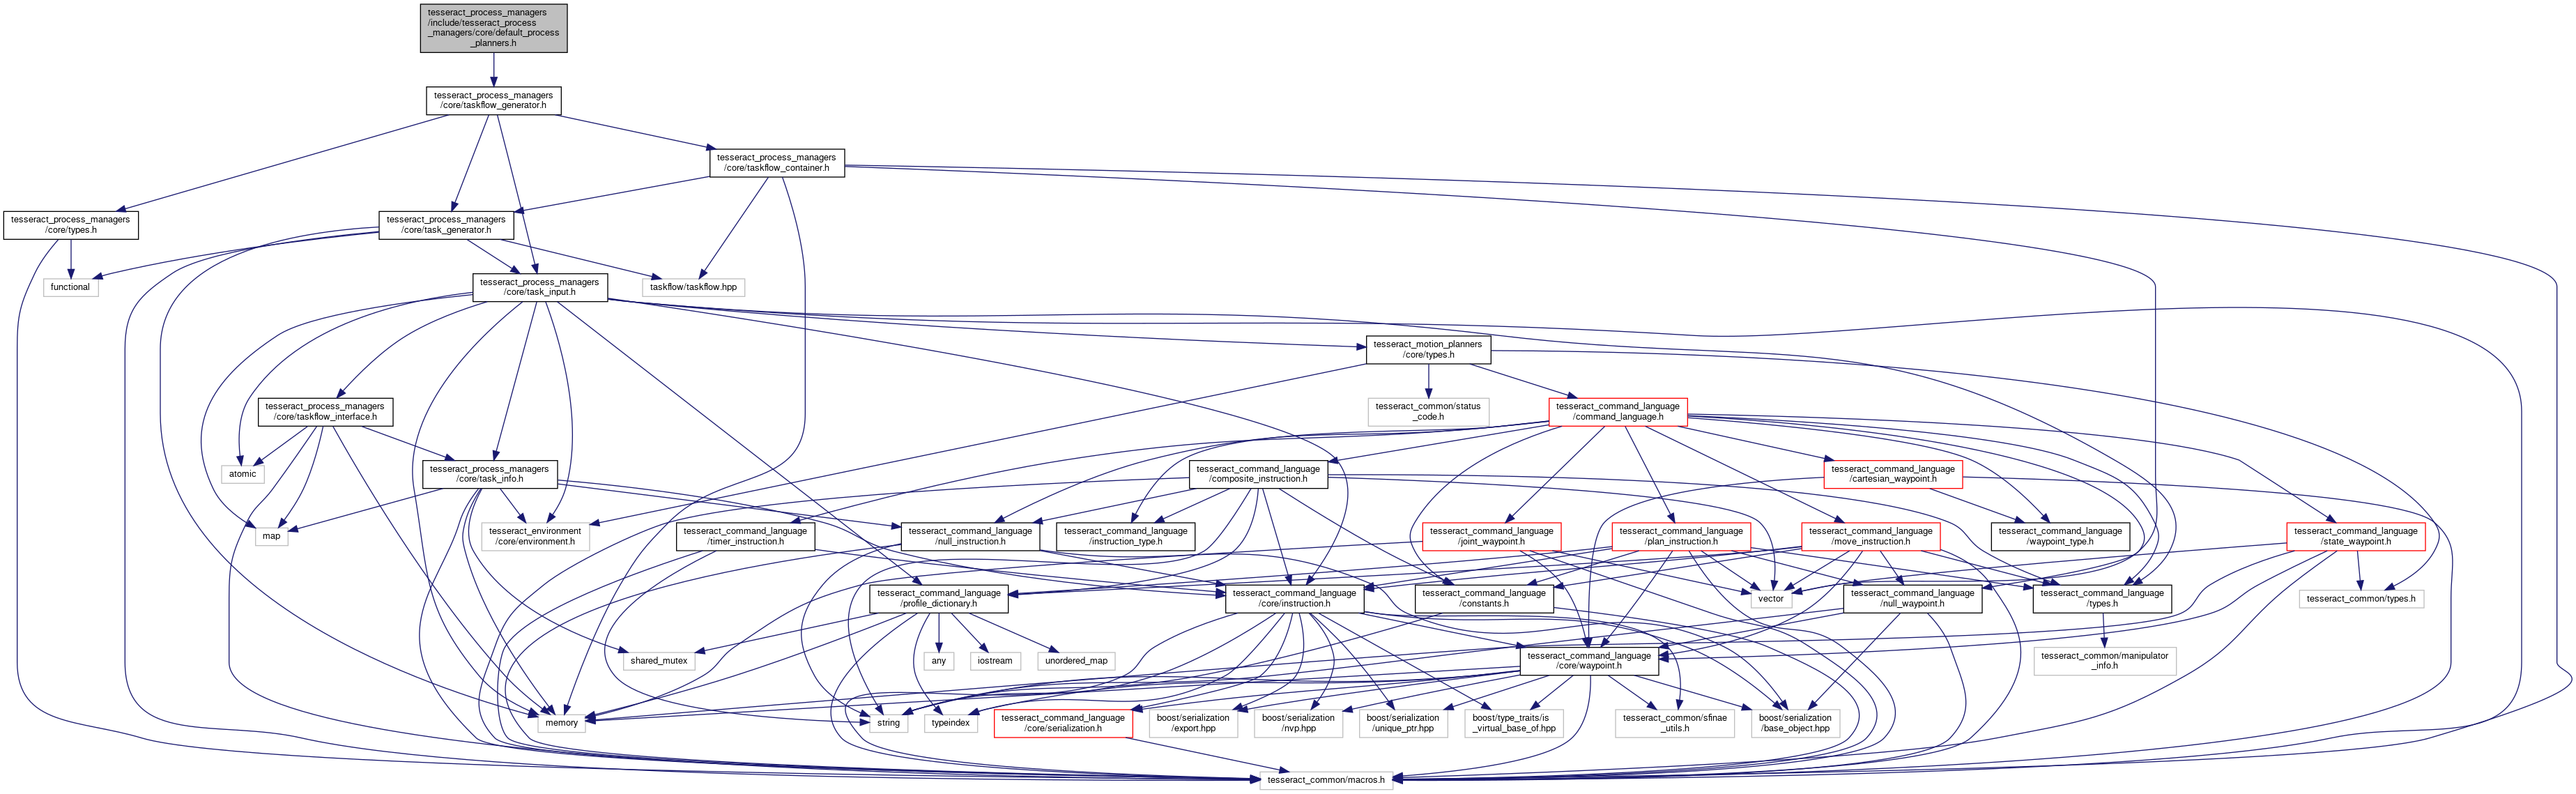 tesseract_process_managers
/include/tesseract_process
_managers/core/default_process
_planners.h
tesseract_process_managers
/core/taskflow_generator.h
tesseract_process_managers
/core/taskflow_container.h
tesseract_process_managers
/core/types.h
tesseract_process_managers
/core/task_generator.h
functional
tesseract_process_managers
/core/task_input.h
taskflow/taskflow.hpp
tesseract_motion_planners
/core/types.h
tesseract_process_managers
/core/taskflow_interface.h
tesseract_common/status
_code.h
tesseract_command_language
/command_language.h
atomic
tesseract_process_managers
/core/task_info.h
tesseract_command_language
/composite_instruction.h
tesseract_command_language
/cartesian_waypoint.h
map
tesseract_environment
/core/environment.h
tesseract_command_language
/timer_instruction.h
tesseract_command_language
/null_instruction.h
tesseract_command_language
/instruction_type.h
tesseract_command_language
/joint_waypoint.h
tesseract_command_language
/plan_instruction.h
tesseract_command_language
/move_instruction.h
tesseract_command_language
/waypoint_type.h
tesseract_command_language
/state_waypoint.h
tesseract_command_language
/profile_dictionary.h
tesseract_command_language
/core/instruction.h
tesseract_command_language
/constants.h
vector
tesseract_command_language
/null_waypoint.h
tesseract_command_language
/types.h
tesseract_common/types.h
shared_mutex
any
iostream
unordered_map
tesseract_command_language
/core/waypoint.h
tesseract_common/manipulator
_info.h
memory
string
typeindex
tesseract_command_language
/core/serialization.h
boost/serialization
/export.hpp
boost/serialization
/nvp.hpp
boost/serialization
/unique_ptr.hpp
boost/type_traits/is
_virtual_base_of.hpp
tesseract_common/sfinae
_utils.h
boost/serialization
/base_object.hpp
tesseract_common/macros.h